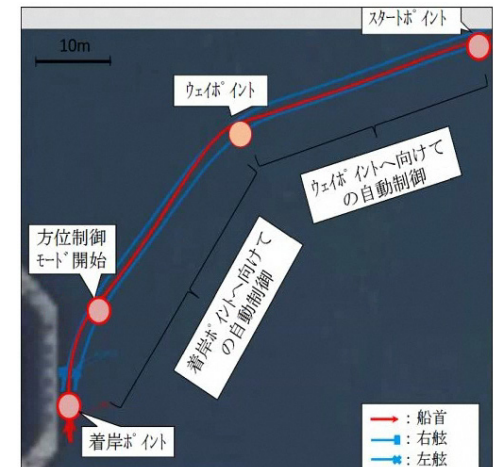 スタートポイント
10m
ウェイポイント
ウェイポイントへ向けて
の自動制御
方位制御
モード開始
着岸ポイントへ向けて
の自動制御
着岸ポイント
：船首
：右舷
：左舷